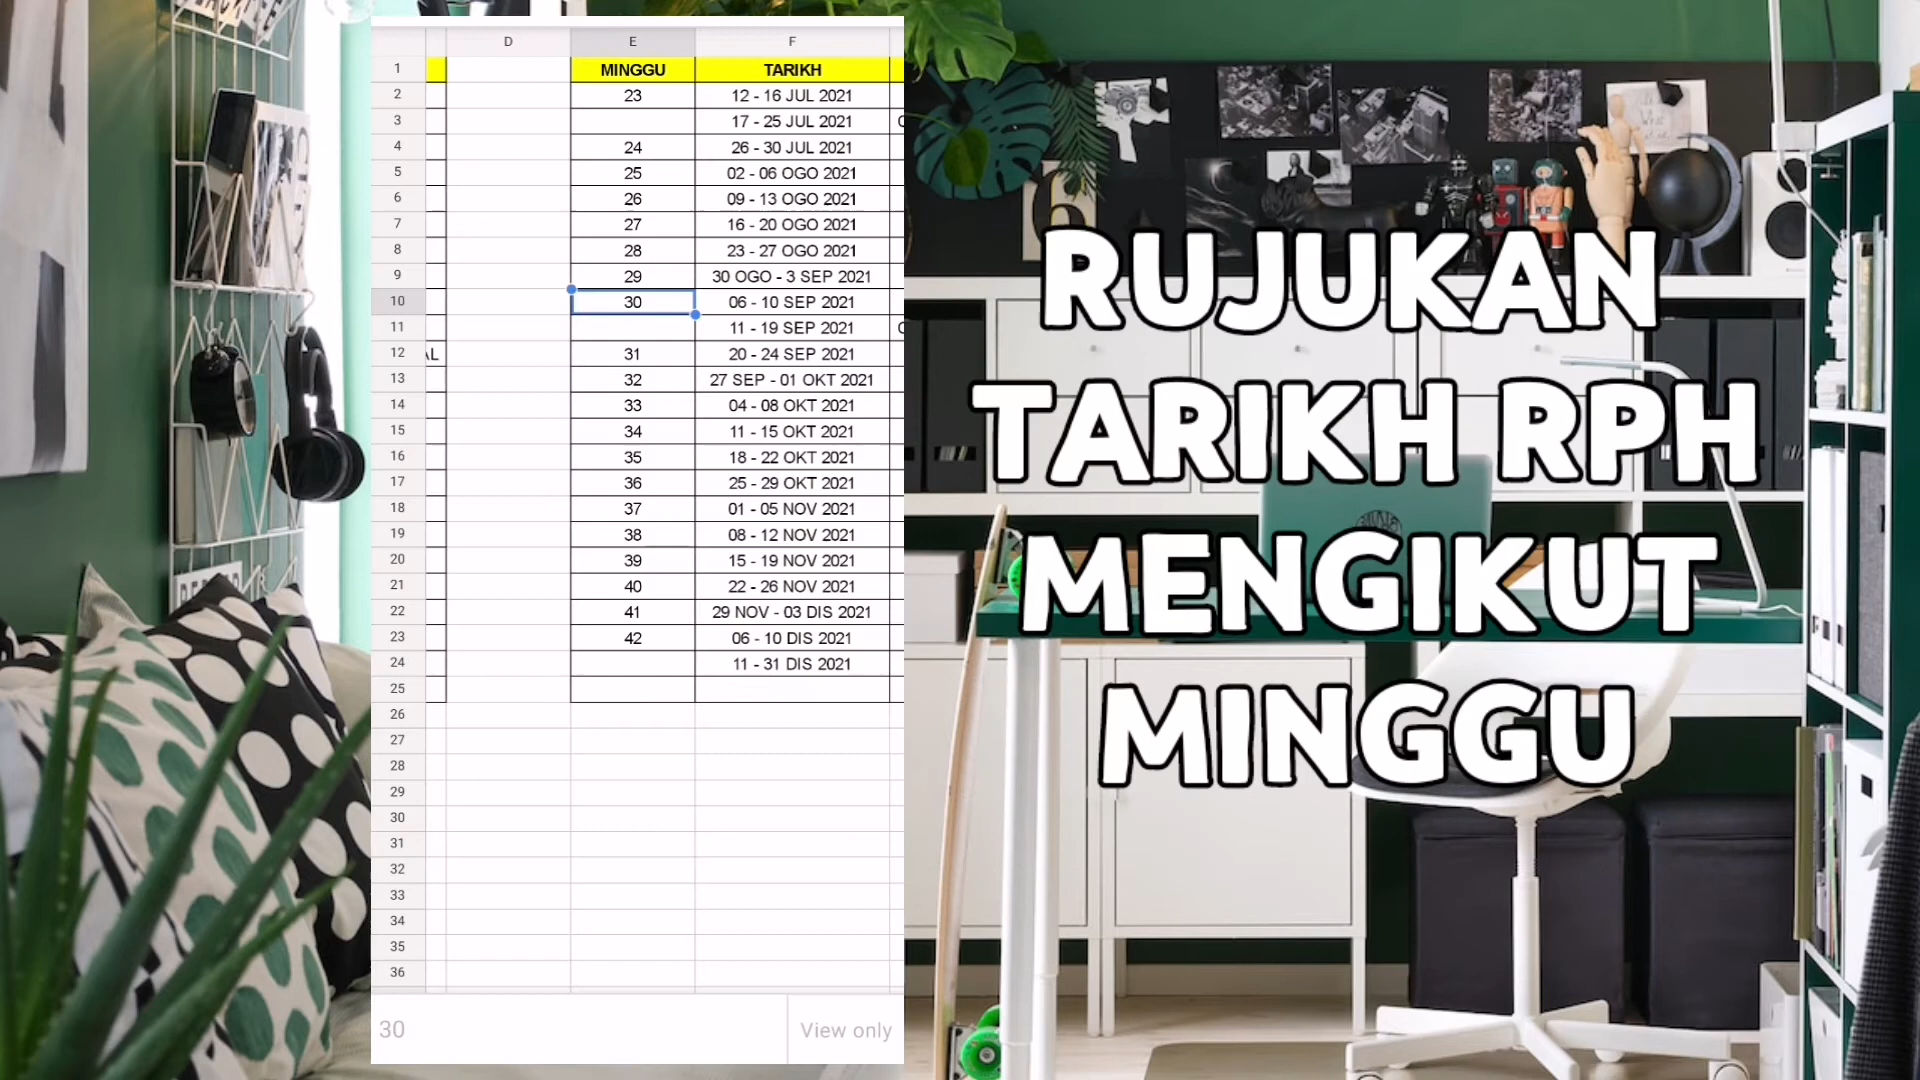 D E F
1 MINGGU TARIKH
2 23 12 - 16 JUL 2021
3 17 - 25 JUL 2021
4 24 26 - 30 JUL 2021
5 25 02 - 06 OGO 2021
6 26 09 - 13 OGO 2021
7 27 16 - 20 OGO 2021
8 28 23 - 27 OGO 2021
9 29 30 OGO - 3 SEP 2021
10 30 06 - 10 SEP 2021
11 11 - 19 SEP 2021
12 AL 31 20 - 24 SEP 2021
13 32 27 SEP - 01 OKT 2021
14 33 04 - 08 OKT 2021
15 34 11 - 15 OKT 2021
16 35 18 - 22 OKT 2021
17 36 25 - 29 OKT 2021
18 37 01 - 05 NOV 2021
19 38 08 - 12 NOV 2021
20 39 15 - 19 NOV 2021
21 40 22 - 26 NOV 2021
22 41 29 NOV - 03 DIS 2021
23 42 06 - 10 DIS 2021
24 11 - 31 DIS 2021
25
26
27
28
29
30
31
32
33
34
35
36
30 View only
RUJUKAN
TARIKH RPH
MENGIKUT
MINGGU